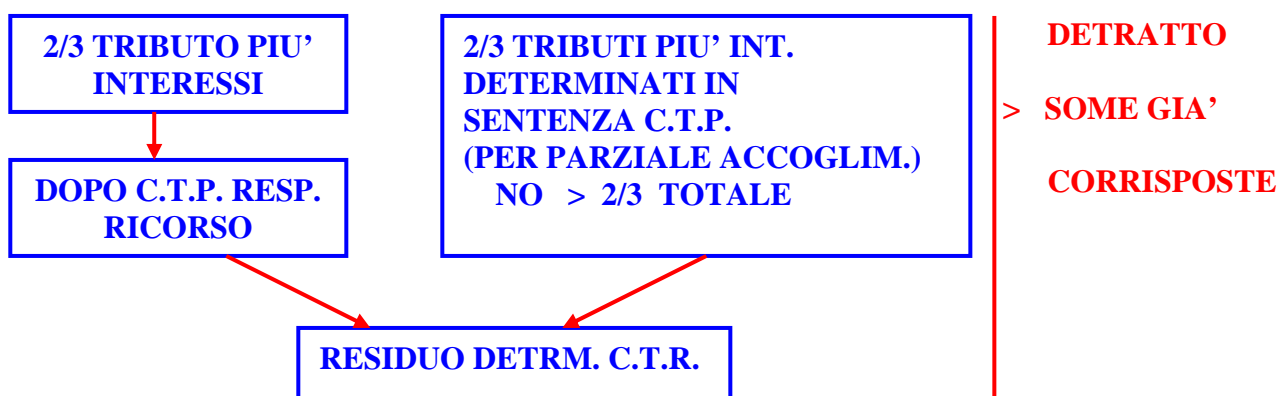 2/3 TRIBUTO PIU’
INTERESSI
DOPO C.T.P. RESP.
RICORSO
2/3 TRIBUTI PIU’ INT.
DETERMINATI IN
SENTENZA C.T.P.
(PER PARZIALE ACCOGLIM.)
NO > 2/3 TOTALE
RESIDUO DETRM. C.T.R.
DETRATTO
> SOME GIA’
CORRISPOSTE